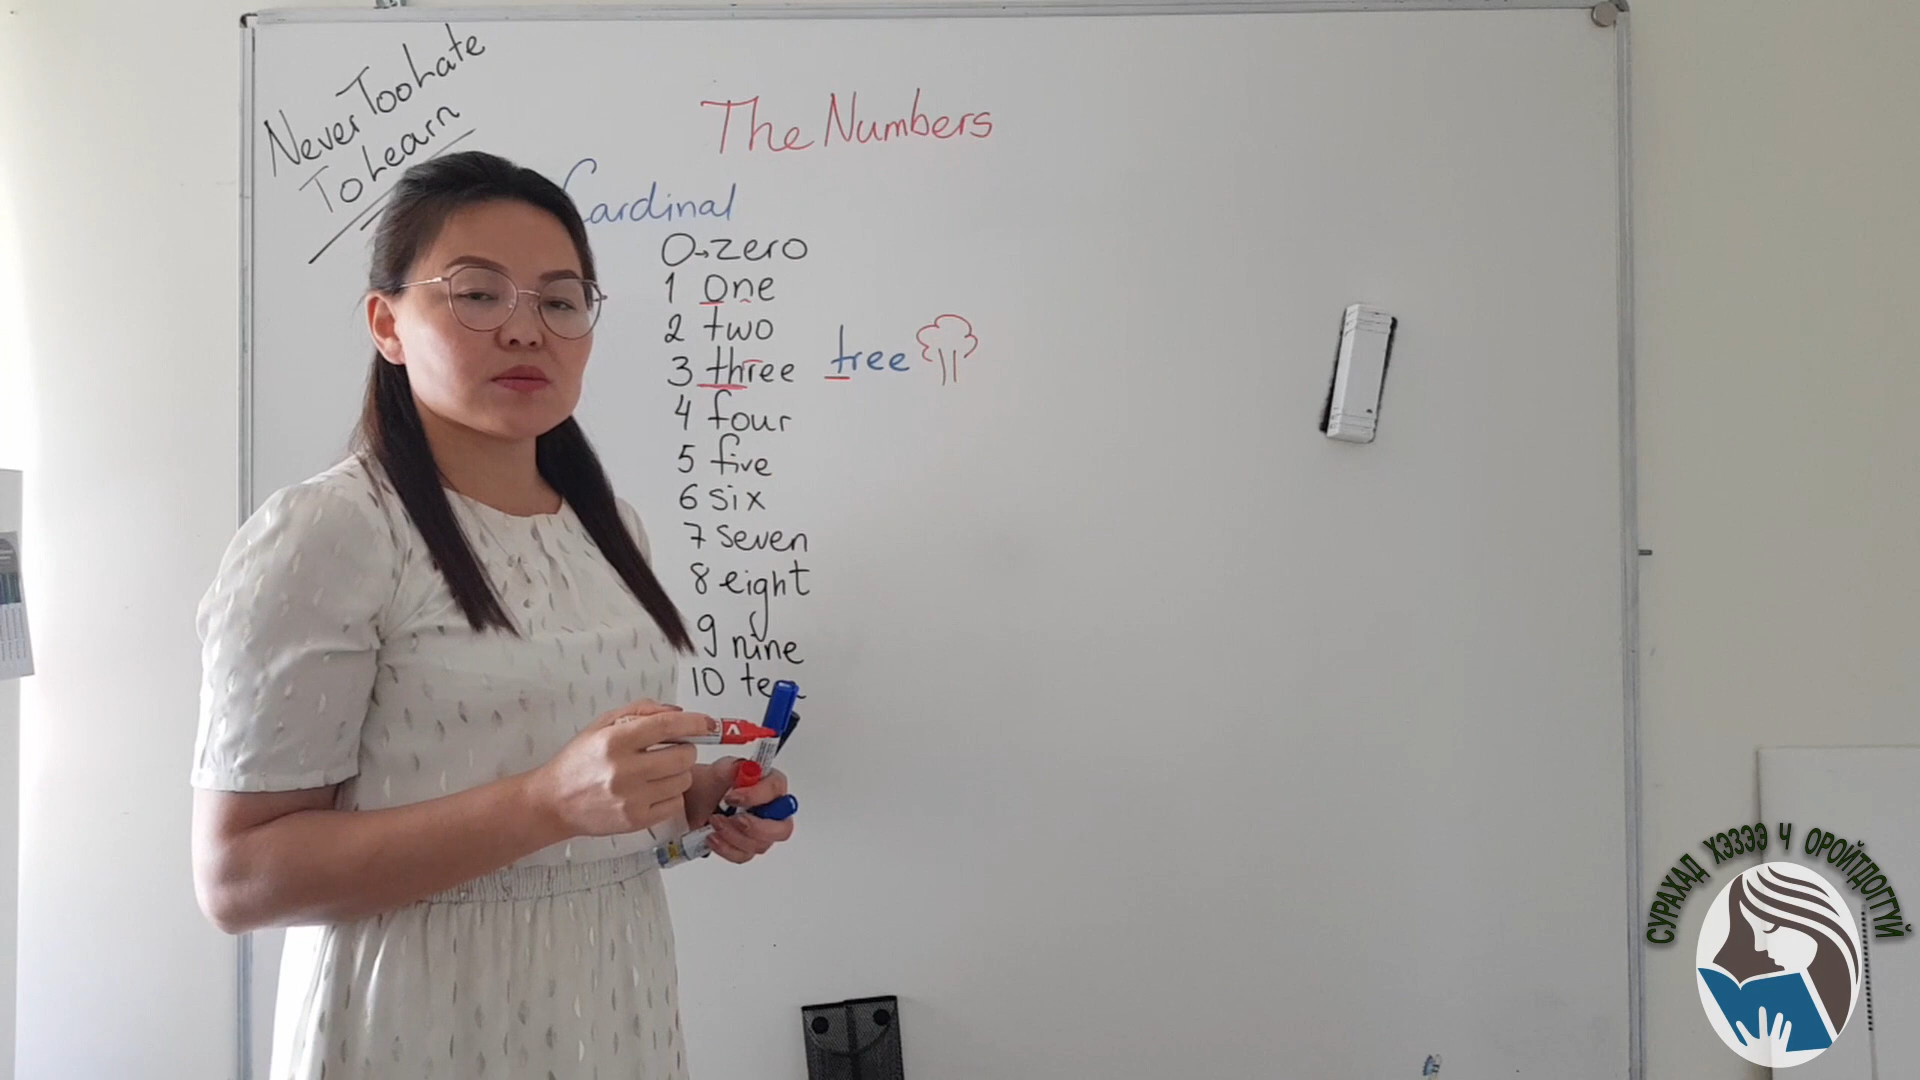 Never Too Late
To Learn
The Numbers
Cardinal
0→zero
1 one
2 two
3 three tree
4 four
5 five
6 six
7 seven
8 eight
9 nine
10 ten
СУРАХАД ХЭЗЭЭ Ч ОРОЙТДОГГҮЙ